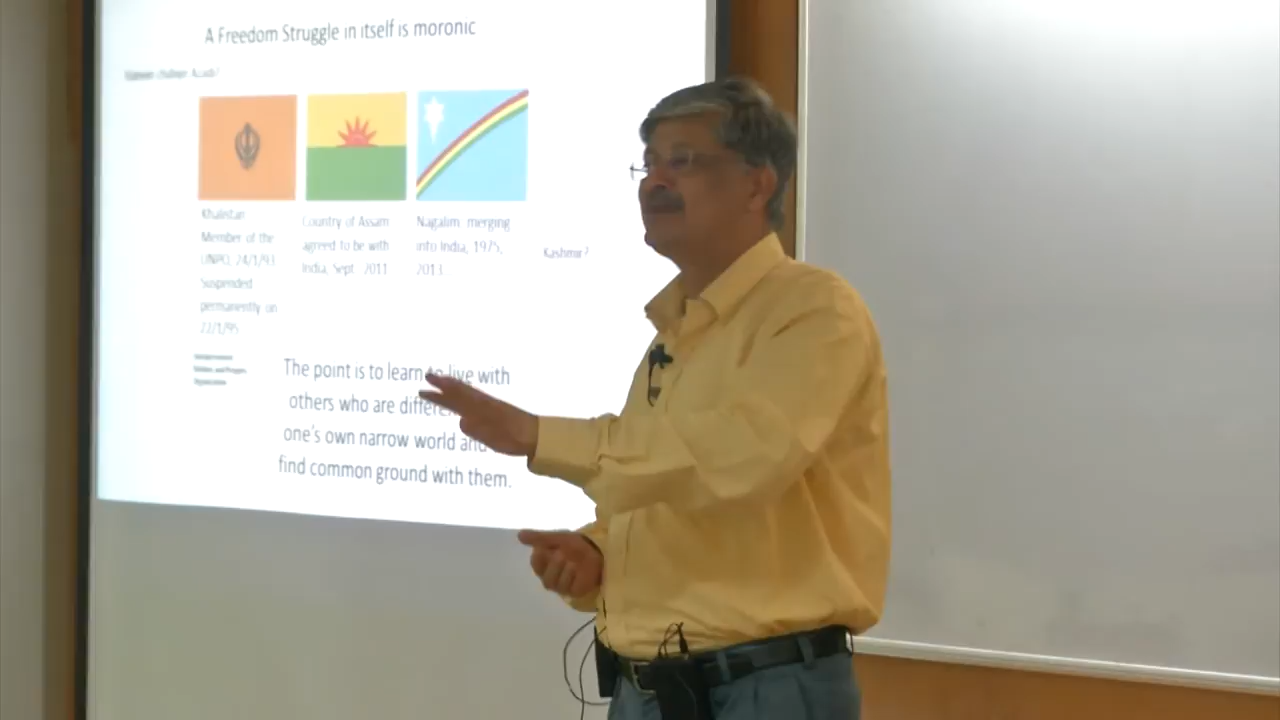 A Freedom Struggle in itself is moronic
Khalistan
Member of the
UNPO, 24/1/93
Suspended
permanently on
22/1/95
Country of Assam
agreed to be with
India, Sept 2011
Nagalim merging
into India, 1975,
2013.
Kashmir?
The point is to learn to live with
others who are
one's own narrow world
find common ground with them.